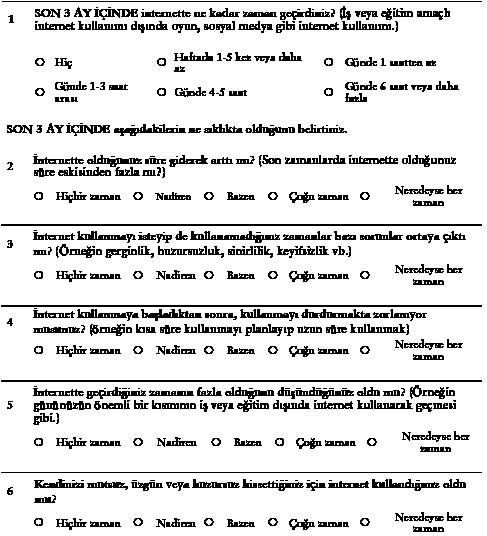 1 SON 3 AY İÇİNDE internette ne kadar zaman geçirdiniz? (İş veya eğitim amaçlı
internet kullanımı dışında oyun, sosyal medya gibi internet kullanımı.)
O Hiç O Haftada 1-5 kez veya daha az O Günde 1 saatten az
O Günde 1-3 saat arası O Günde 4-5 saat O Günde 6 saat veya daha fazla
SON 3 AY İÇİNDE aşağıdakilerin ne sıklıkta olduğunu belirtiniz.
2 İnternette olduğunuz süre giderek arttı mı? (Son zamanlarda internette olduğunuz
süre eskisinden fazla mı?)
O Hiçbir zaman O Nadiren O Bazen O Çoğu zaman O Neredeyse her zaman
3 İnternet kullanmayı isteyip de kullanamadığınız zamanlar bazı sorunlar ortaya çıktı
mı? (Örneğin gerginlik, huzursuzluk, sinirlilik, keyifsizlik vb.)
O Hiçbir zaman O Nadiren O Bazen O Çoğu zaman O Neredeyse her zaman
4 İnternet kullanmaya başladıktan sonra, kullanmayı durdurmakta zorlanıyor
musunuz? (örneğin kısa süre kullanmayı planlayıp uzun süre kullanmak)
O Hiçbir zaman O Nadiren O Bazen O Çoğu zaman O Neredeyse her zaman
5 İnternette geçirdiğiniz zamanın fazla olduğunu düşündüğünüz oldu mu? (Örneğin
gününüzün önemli bir kısmının iş veya eğitim dışında internet kullanarak geçmesi
gibi.)
O Hiçbir zaman O Nadiren O Bazen O Çoğu zaman O Neredeyse her zaman
6 Kendinizi mutsuz, üzgün veya huzursuz hissettiğiniz için internet kullandığınız oldu
mu?
O Hiçbir zaman O Nadiren O Bazen O Çoğu zaman O Neredeyse her zaman